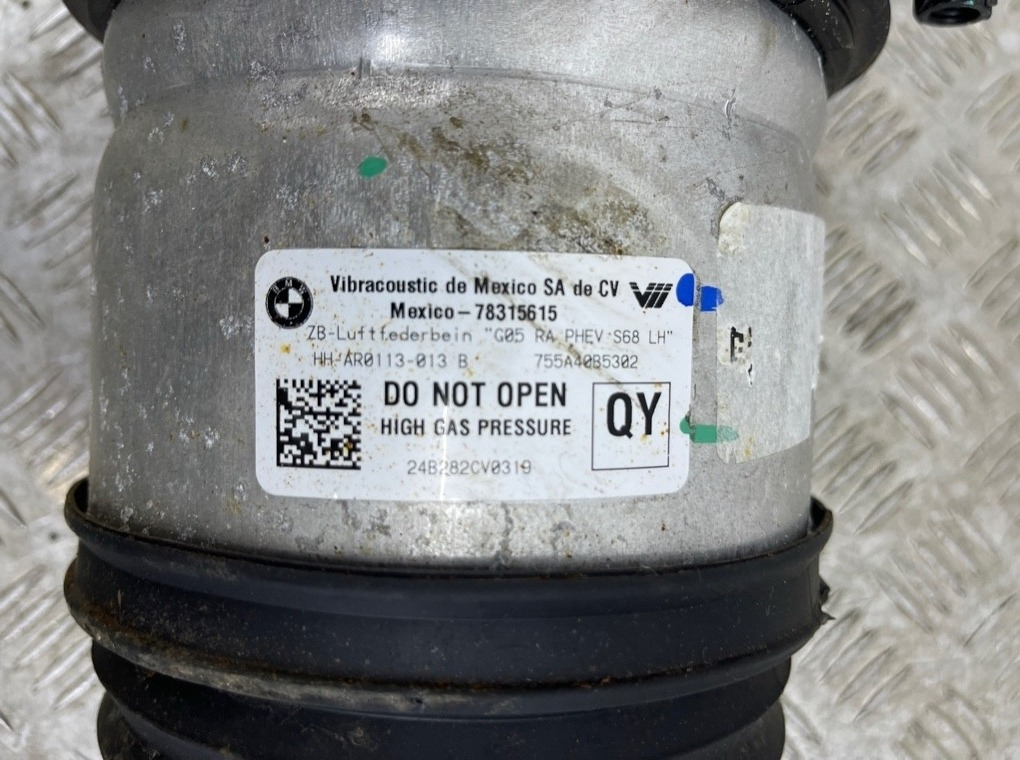 BMW
Vibracoustic de Mexico SA de CV
Mexico-78315615
ZB-Luftfederbein "G05 RA PHEV S68 LH"
HH-AR0113-013 B 755A40B5302
DO NOT OPEN
HIGH GAS PRESSURE
QY
24B282CV0319